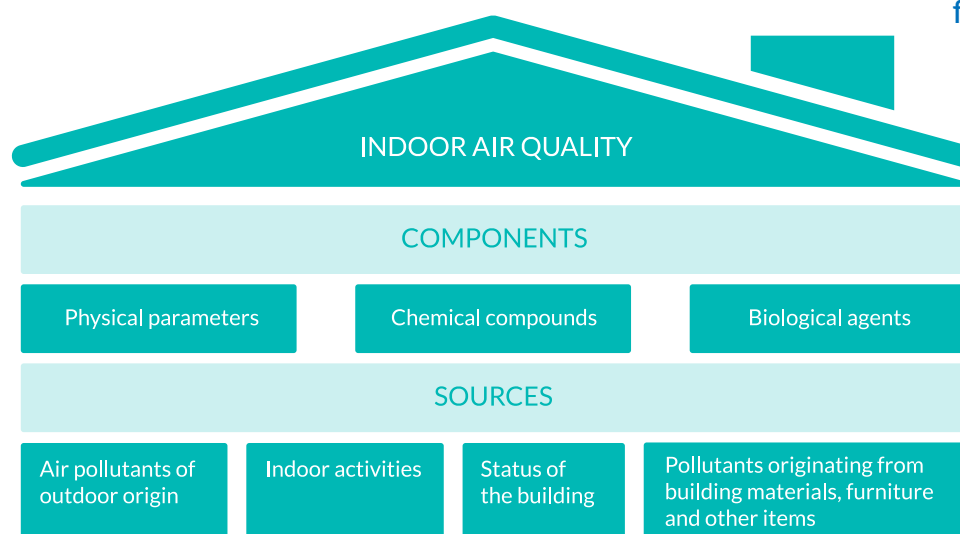 INDOOR AIR QUALITY
COMPONENTS
Physical parameters
Chemical compounds
Biological agents
SOURCES
Air pollutants of
outdoor origin
Indoor activities
Status of
the building
Pollutants originating from
building materials, furniture
and other items